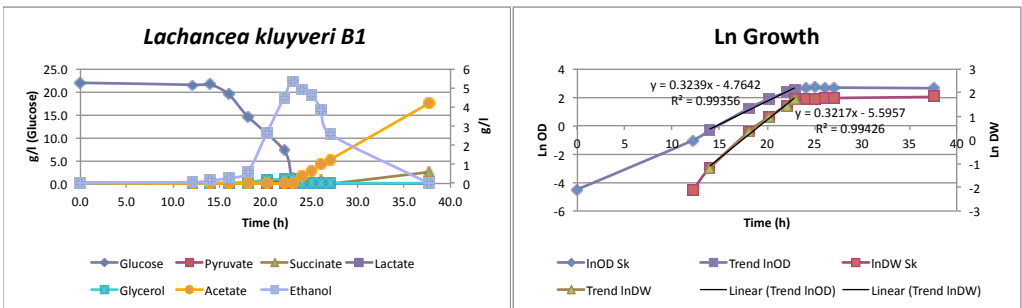 Lachancea kluyveri B1
25.0
20.0
15.0
10.0
5.0
0.0
g/l (Glucose)
6
5
4
3
2
1
0
g/l
0.0 5.0 10.0 15.0 20.0 25.0 30.0 35.0 40.0
Time (h)
Glucose Pyruvate Succinate Lactate
Glycerol Acetate Ethanol
Ln Growth
4
2
0
-2
-4
-6
Ln OD
3
2
1
0
-1
-2
-3
Ln DW
y = 0.3239x - 4.7642
R² = 0.99356
y = 0.3217x - 5.5957
R² = 0.99426
0 5 10 15 20 25 30 35 40
Time (h)
lnOD Sk Trend lnOD lnDW Sk
Trend lnDW Linear (Trend lnOD) Linear (Trend lnDW)